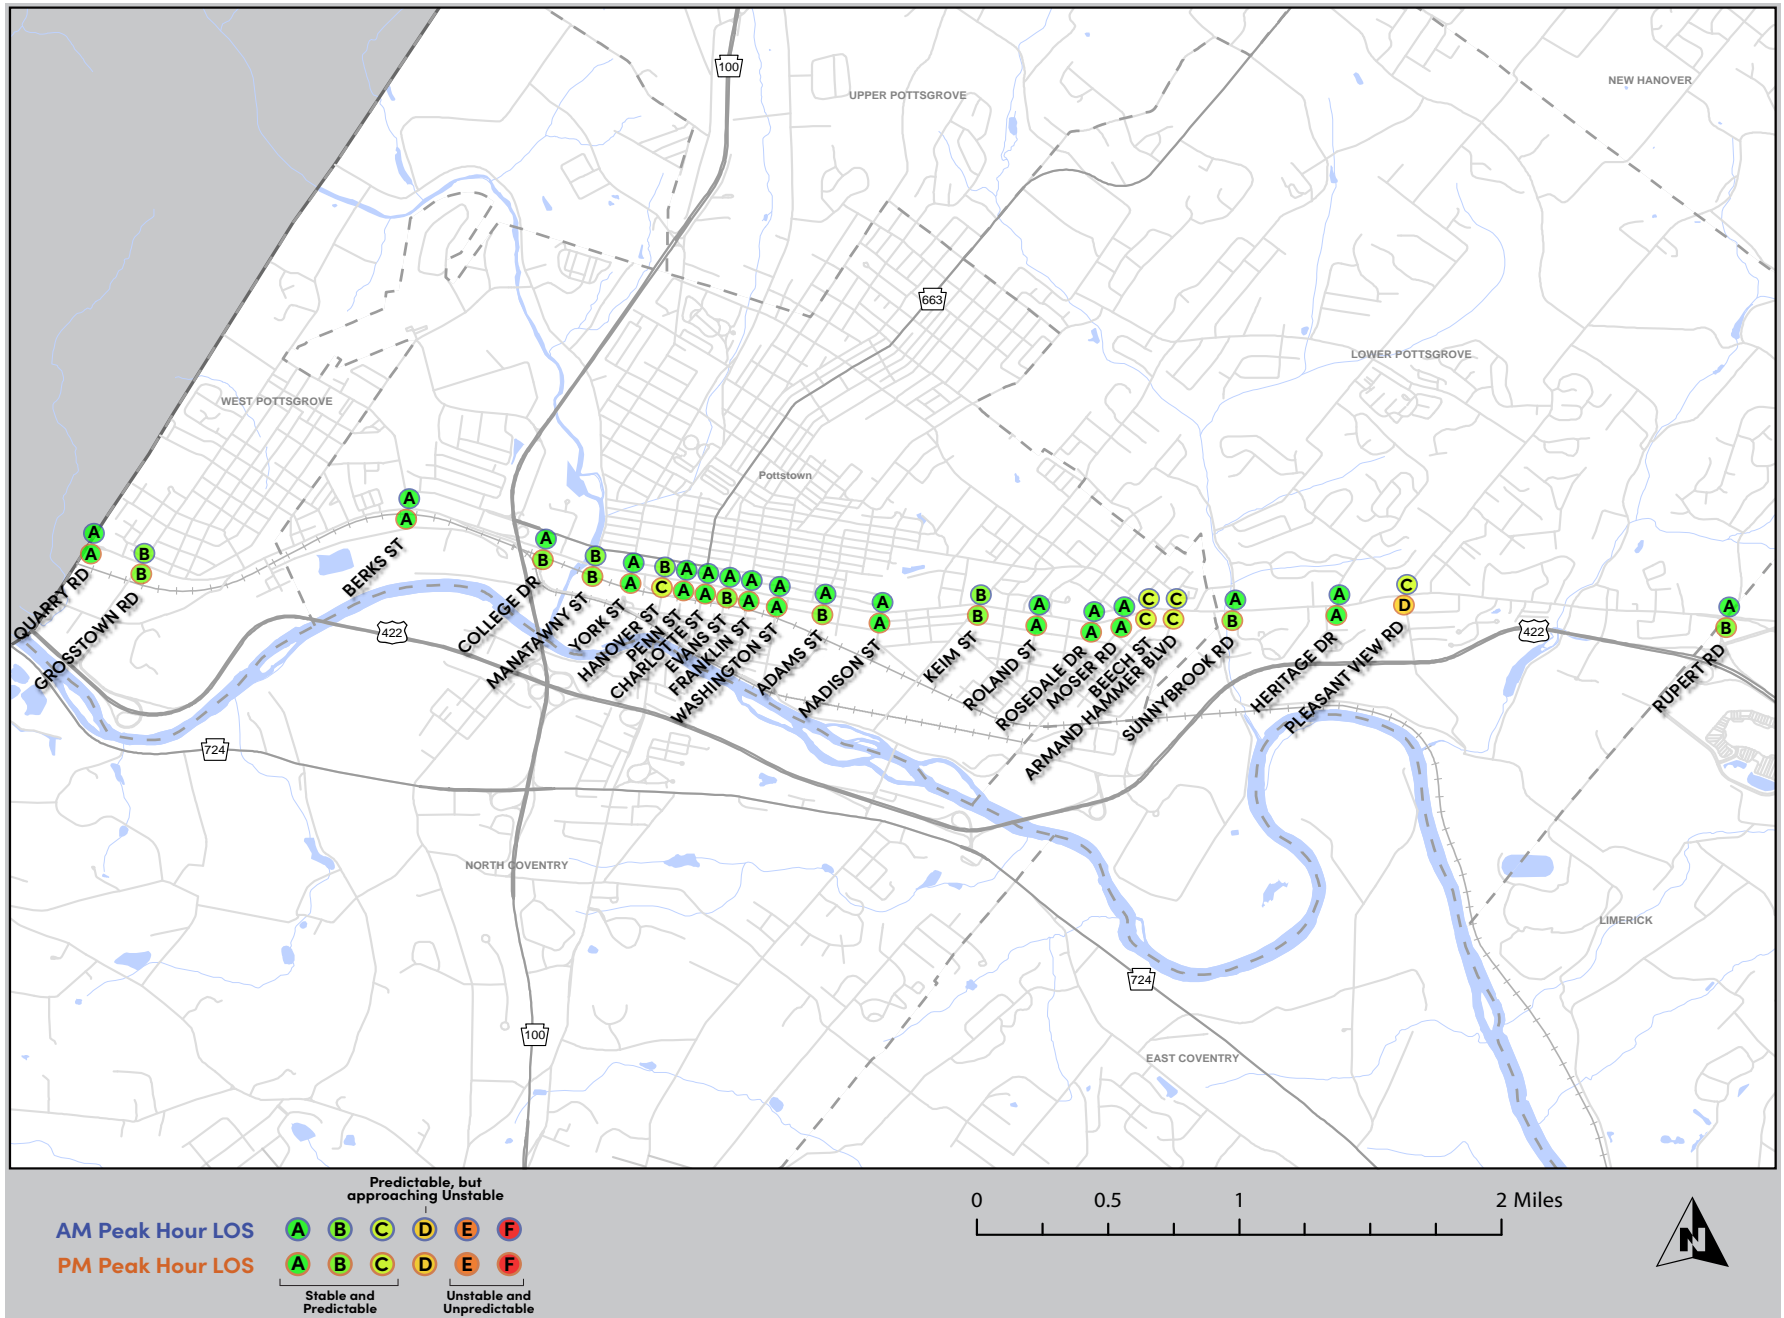 100
UPPER POTTSGROVE
NEW HANOVER
663
LOWER POTTSGROVE
WEST POTTSGROVE
Pottstown
A
A
QUARRY RD
B
B
GROSSTOWN RD
A
A
BERKS ST
A
B
COLLEGE DR
B
B
MANATAWNY ST
A
A
YORK ST
B
C
HANOVER ST
A
A
PENN ST
A
A
CHARLOTTE ST
A
B
EVANS ST
A
A
FRANKLIN ST
A
A
WASHINGTON ST
A
B
ADAMS ST
A
A
MADISON ST
B
B
KEIM ST
A
A
ROLAND ST
A
A
ROSEDALE DR
A
A
MOSER RD
C
C
BEECH ST
C
C
ARMAND HAMMER BLVD
A
B
SUNNYBROOK RD
A
A
HERITAGE DR
C
D
PLEASANT VIEW RD
A
B
RUPERT RD
422
422
724
NORTH COVENTRY
LIMERICK
724
100
EAST COVENTRY
Predictable, but
approaching Unstable
AM Peak Hour LOS A B C D E F
PM Peak Hour LOS A B C D E F
Stable and
Predictable
Unstable and
Unpredictable
0 0.5 1 2 Miles
N